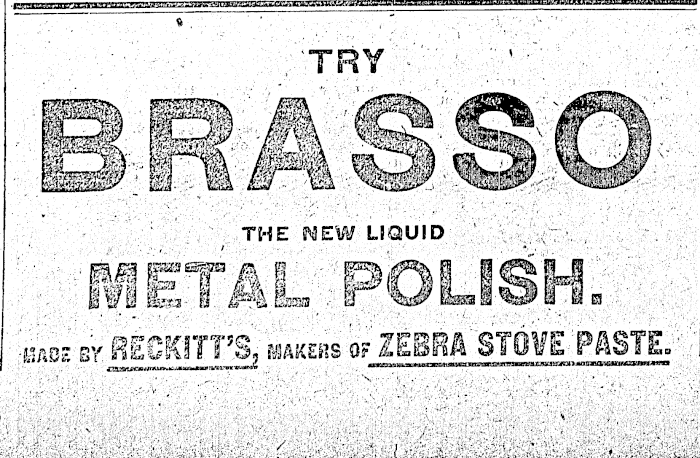 TRY
BRASSO
THE NEW LIQUID
METAL POLISH.
MADE BY RECKITT'S, MAKERS OF ZEBRA STOVE PASTE.